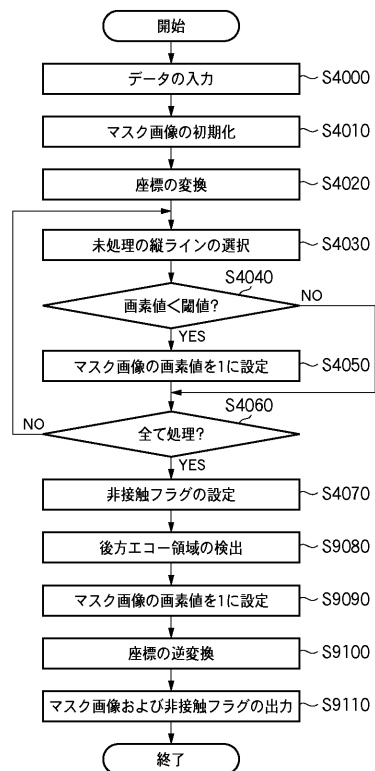 開始
データの入力 S4000
マスク画像の初期化 S4010
座標の変換 S4020
未処理の縦ラインの選択 S4030
S4040
画素値<閾値? NO
YES
マスク画像の画素値を1に設定 S4050
S4060
NO 全て処理?
YES
非接触フラグの設定 S4070
後方エコー領域の検出 S9080
マスク画像の画素値を1に設定 S9090
座標の逆変換 S9100
マスク画像および非接触フラグの出力 S9110
終了